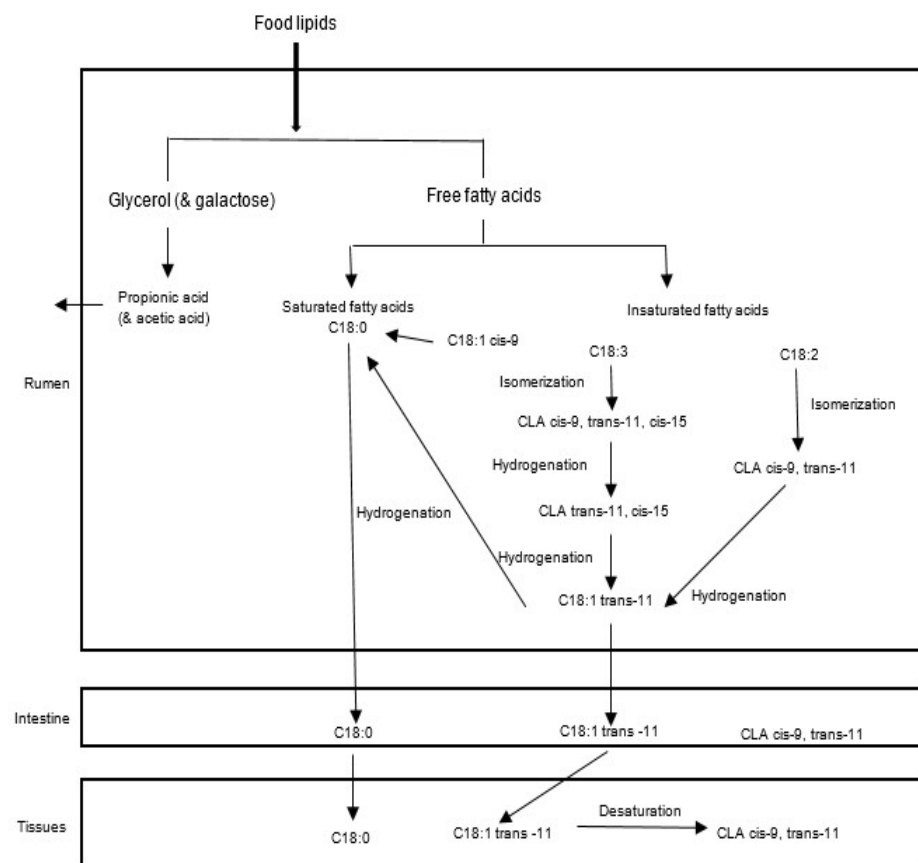 Food lipids
Glycerol (& galactose)
Free fatty acids
Propionic acid
(& acetic acid)
Saturated fatty acids
C18:0
Insaturated fatty acids
C18:1 cis-9
C18:3
C18:2
Rumen
Isomerization
Isomerization
CLA cis-9, trans-11, cis-15
Hydrogenation
CLA cis-9, trans-11
Hydrogenation
CLA trans-11, cis-15
Hydrogenation
C18:1 trans-11
Hydrogenation
Intestine
C18:0
C18:1 trans -11
CLA cis-9, trans-11
Tissues
C18:0
C18:1 trans -11
Desaturation
CLA cis-9, trans-11